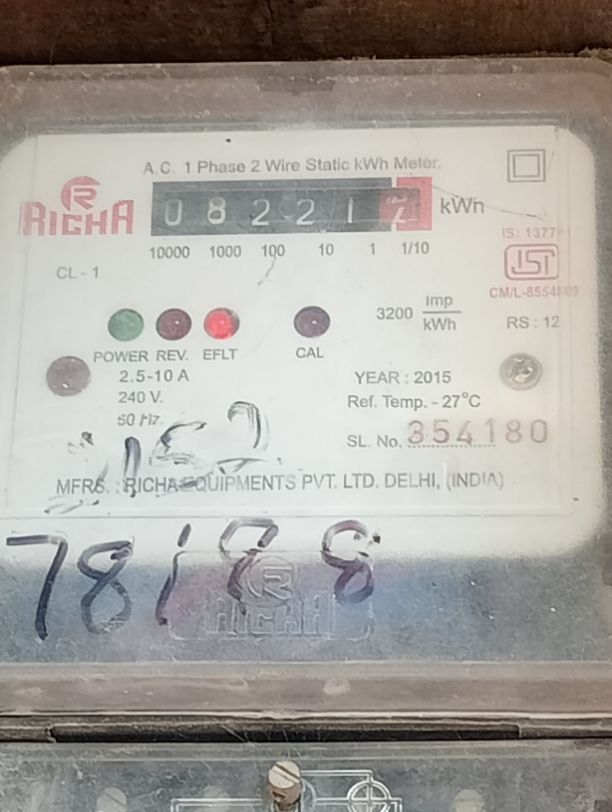 A.C. 1 Phase 2 Wire Static kWh Meter.
R
RICHA
0 8 2 2 1 kWh
10000 1000 100 10 1 1/10
IS: 1377
ISI
CL - 1
3200 Imp/kWh
RS : 12
POWER REV. EFLT CAL
2.5-10 A
240 V.
50 Hz.
YEAR : 2015
Ref. Temp. - 27°C
SL. No. 354180
MFRS. : RICHA EQUIPMENTS PVT. LTD. DELHI, (INDIA)
78188
R
RICHA